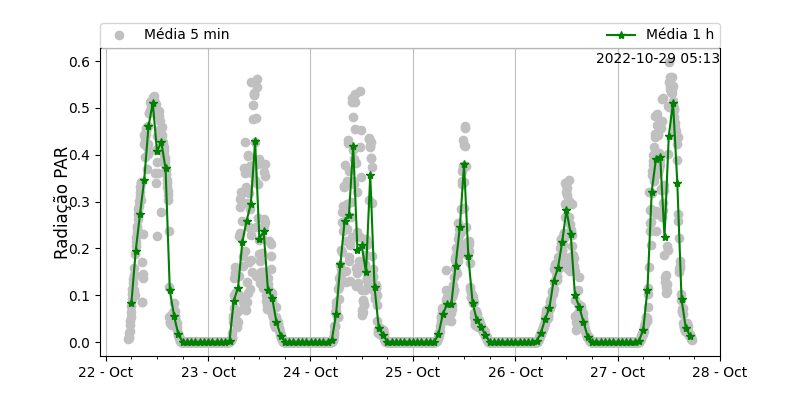 Média 5 min
Média 1 h
2022-10-29 05:13
Radiação PAR
0.6
0.5
0.4
0.3
0.2
0.1
0.0
22 - Oct
23 - Oct
24 - Oct
25 - Oct
26 - Oct
27 - Oct
28 - Oct